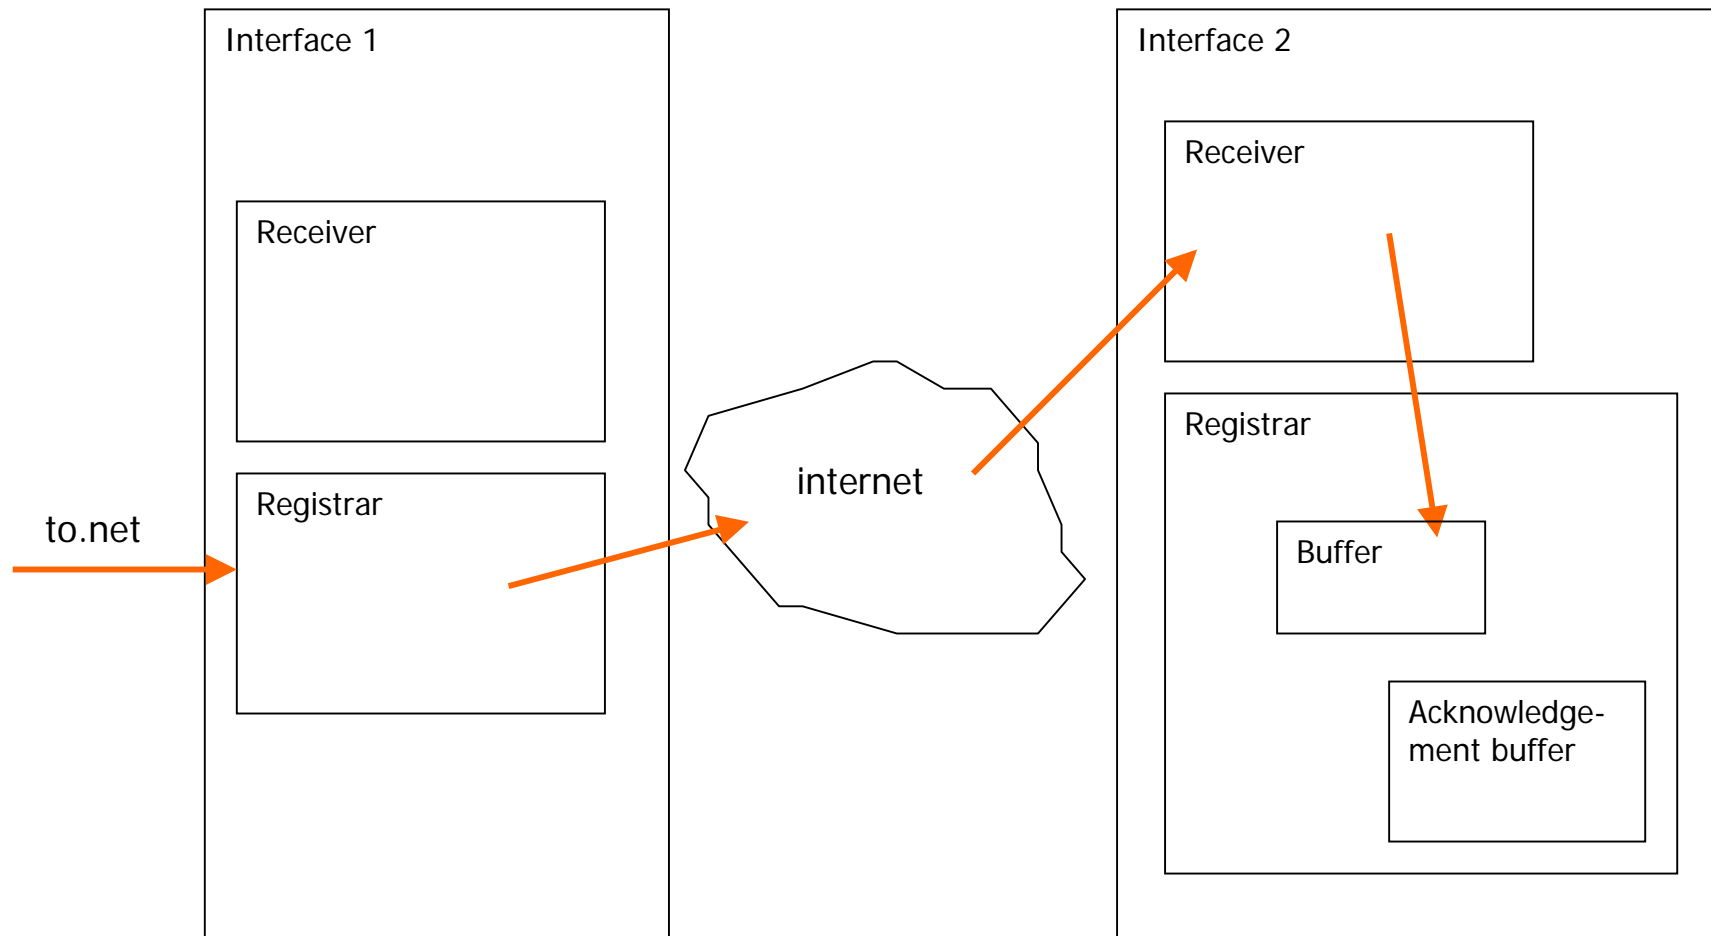 Interface 1
Receiver
Registrar
to.net
internet
Interface 2
Receiver
Registrar
Buffer
Acknowledge-
ment buffer